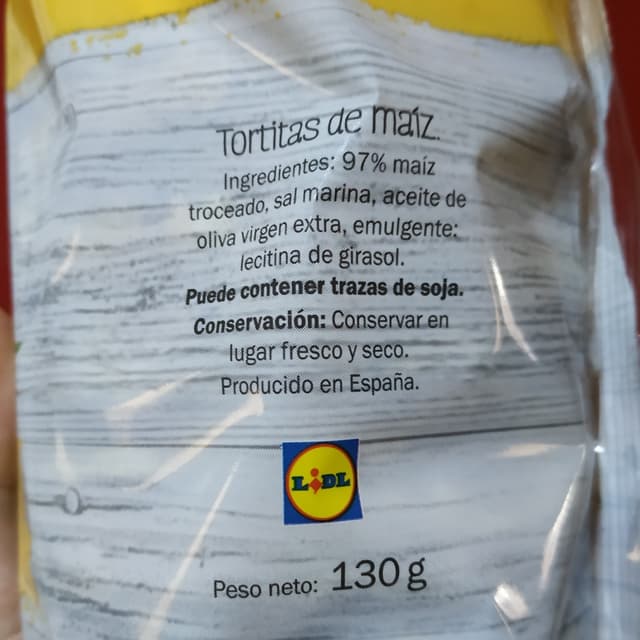 Tortitas de maíz.
Ingredientes: 97% maíz
troceado, sal marina, aceite de
oliva virgen extra, emulgente:
lecitina de girasol.
Puede contener trazas de soja.
Conservación: Conservar en
lugar fresco y seco.
Producido en España.
LIDL
Peso neto: 130 g